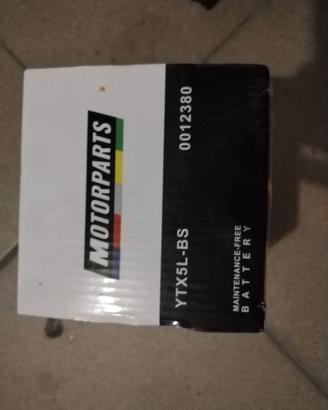 MOTORPARTS
YTX5L-BS 0012380
MAINTENANCE-FREE
BATTERY